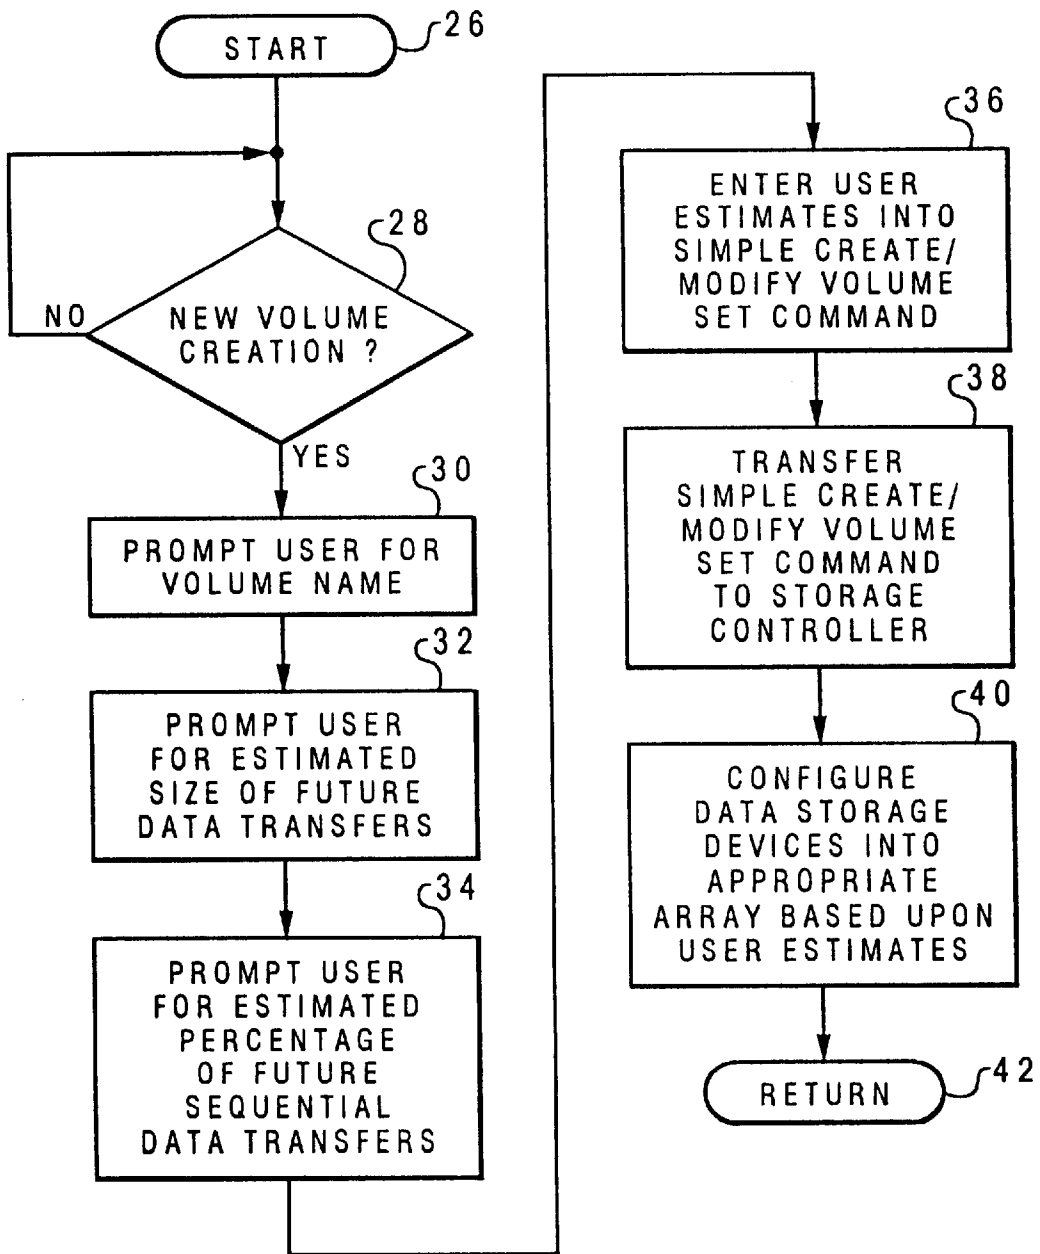 START
26
28
NEW VOLUME
CREATION ?
NO
YES
30
PROMPT USER FOR
VOLUME NAME
32
PROMPT USER
FOR ESTIMATED
SIZE OF FUTURE
DATA TRANSFERS
34
PROMPT USER
FOR ESTIMATED
PERCENTAGE
OF FUTURE
SEQUENTIAL
DATA TRANSFERS
36
ENTER USER
ESTIMATES INTO
SIMPLE CREATE/
MODIFY VOLUME
SET COMMAND
38
TRANSFER
SIMPLE CREATE/
MODIFY VOLUME
SET COMMAND
TO STORAGE
CONTROLLER
40
CONFIGURE
DATA STORAGE
DEVICES INTO
APPROPRIATE
ARRAY BASED UPON
USER ESTIMATES
RETURN
42